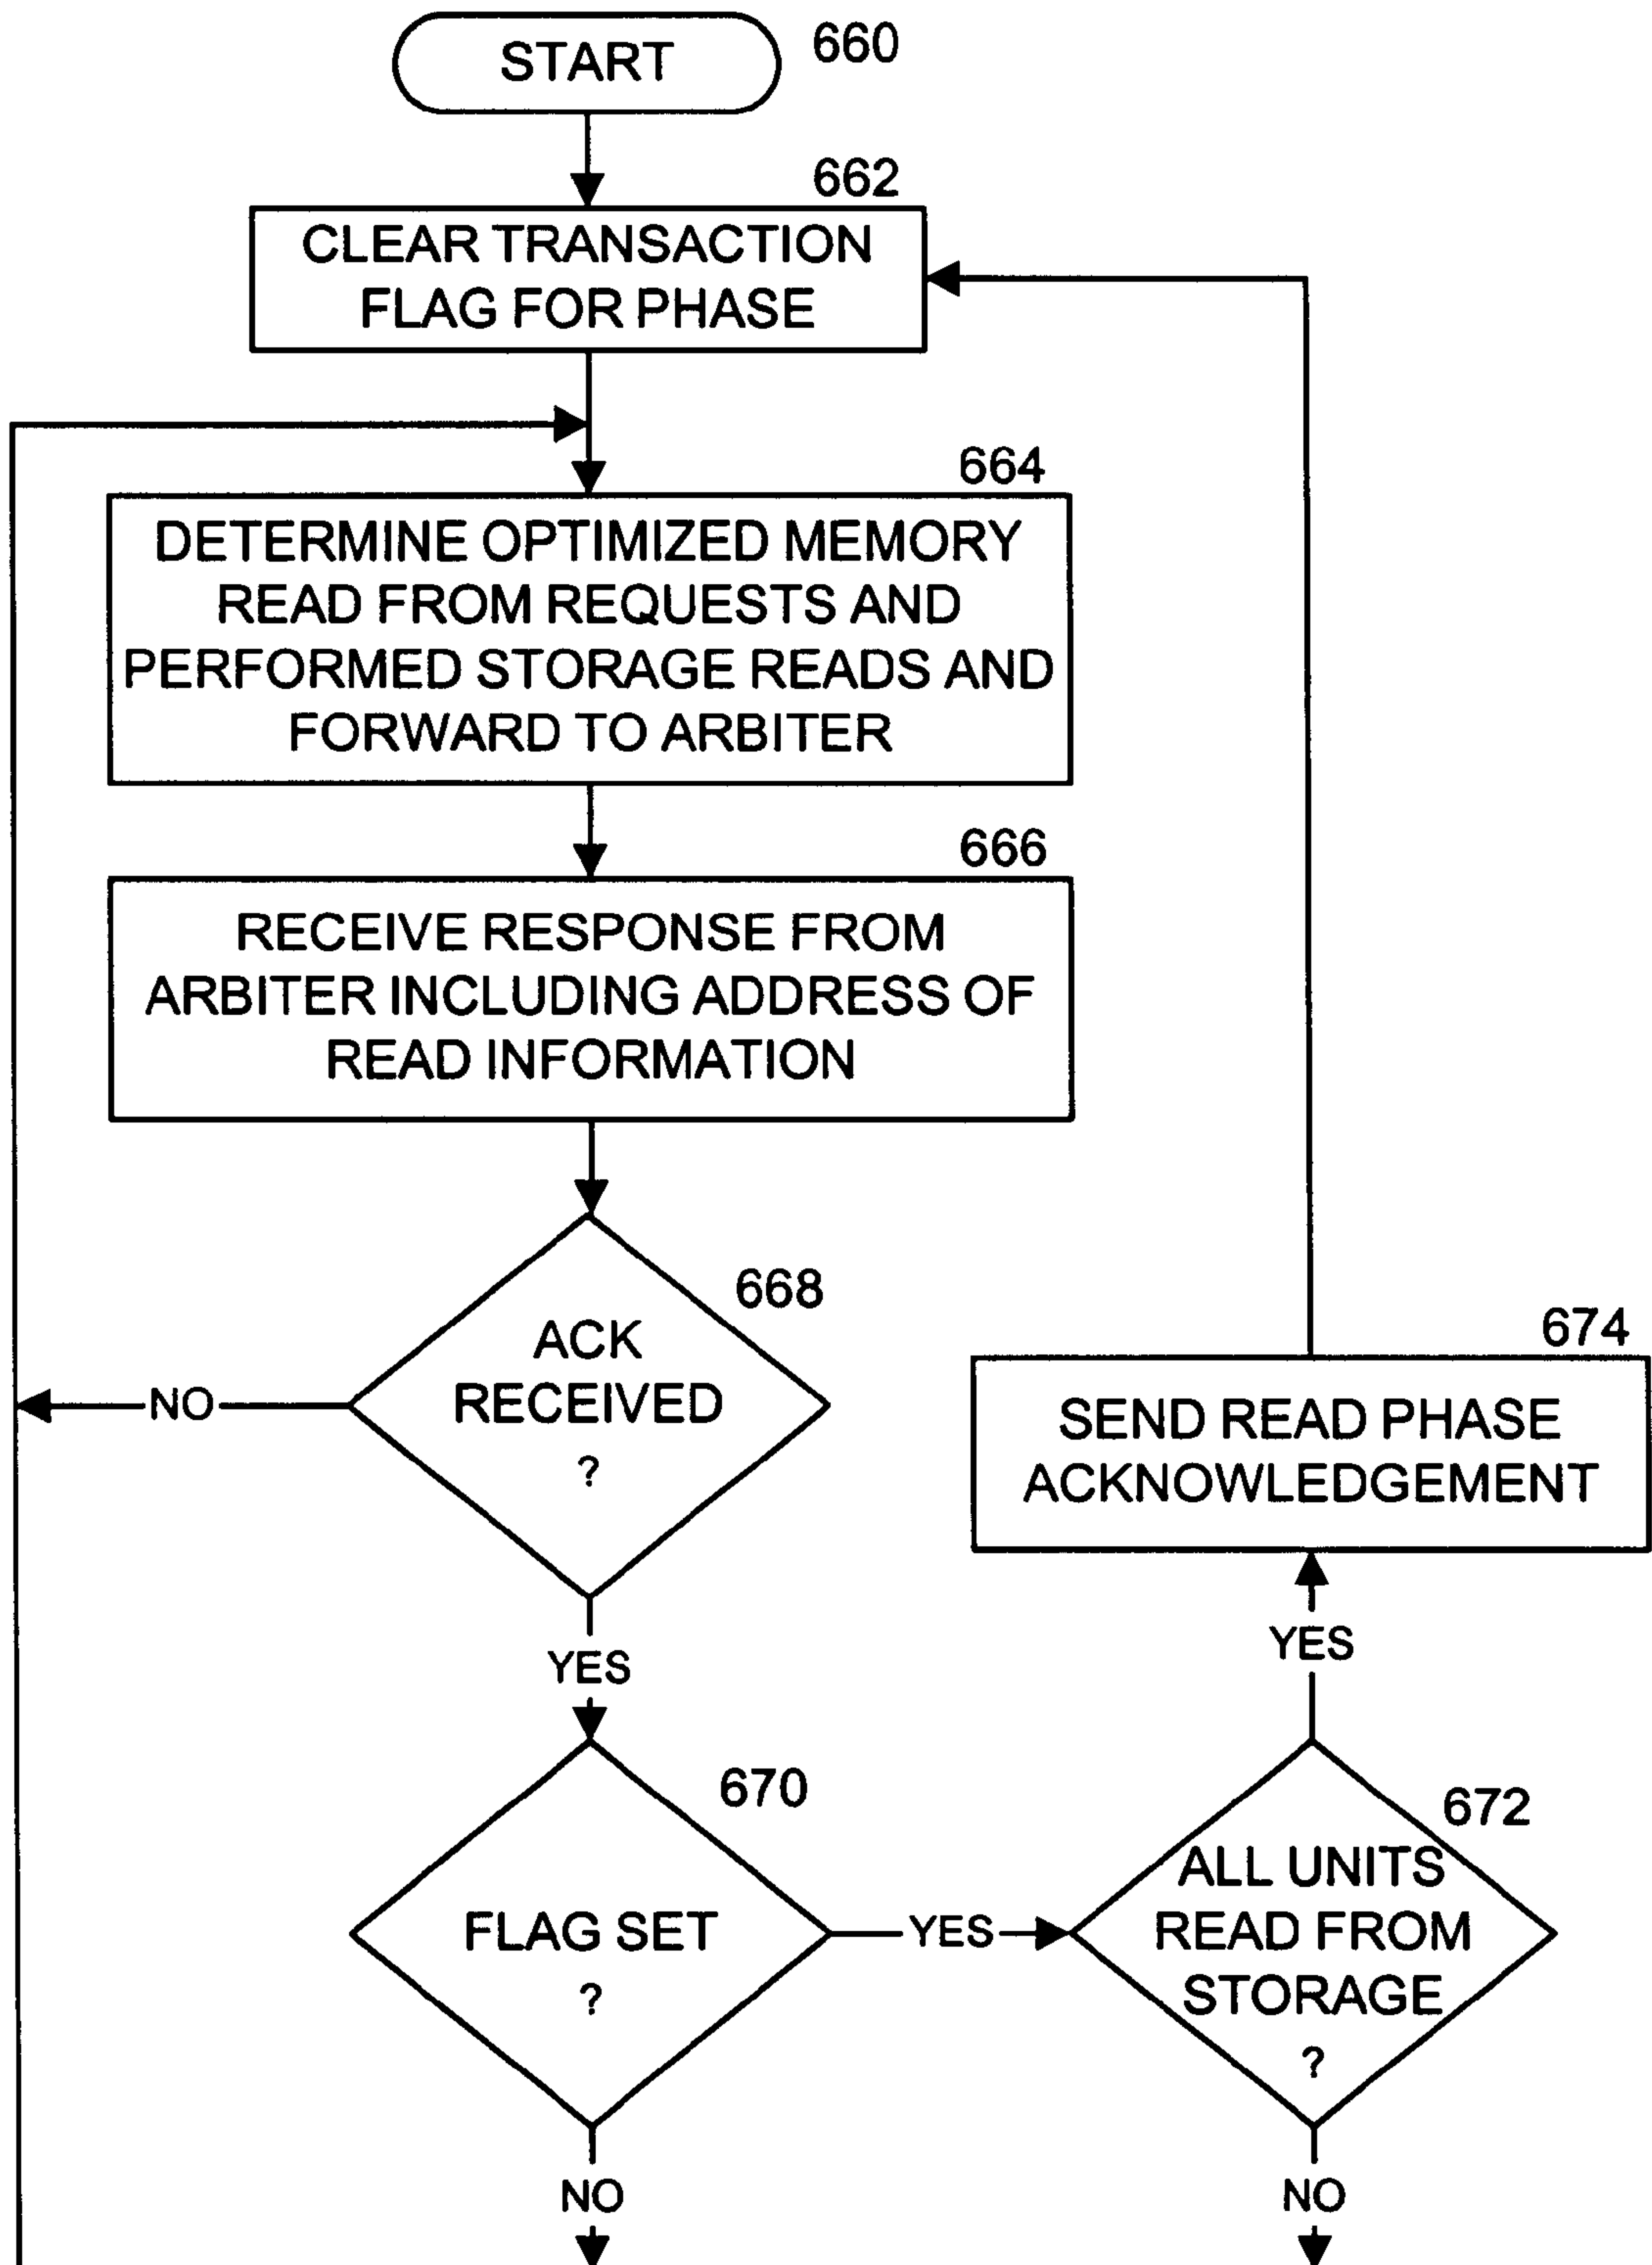 START
660
662
CLEAR TRANSACTION
FLAG FOR PHASE
664
DETERMINE OPTIMIZED MEMORY
READ FROM REQUESTS AND
PERFORMED STORAGE READS AND
FORWARD TO ARBITER
666
RECEIVE RESPONSE FROM
ARBITER INCLUDING ADDRESS OF
READ INFORMATION
668
ACK
RECEIVED
?
NO
YES
674
SEND READ PHASE
ACKNOWLEDGEMENT
YES
670
FLAG SET
?
YES
NO
672
ALL UNITS
READ FROM
STORAGE
?
NO